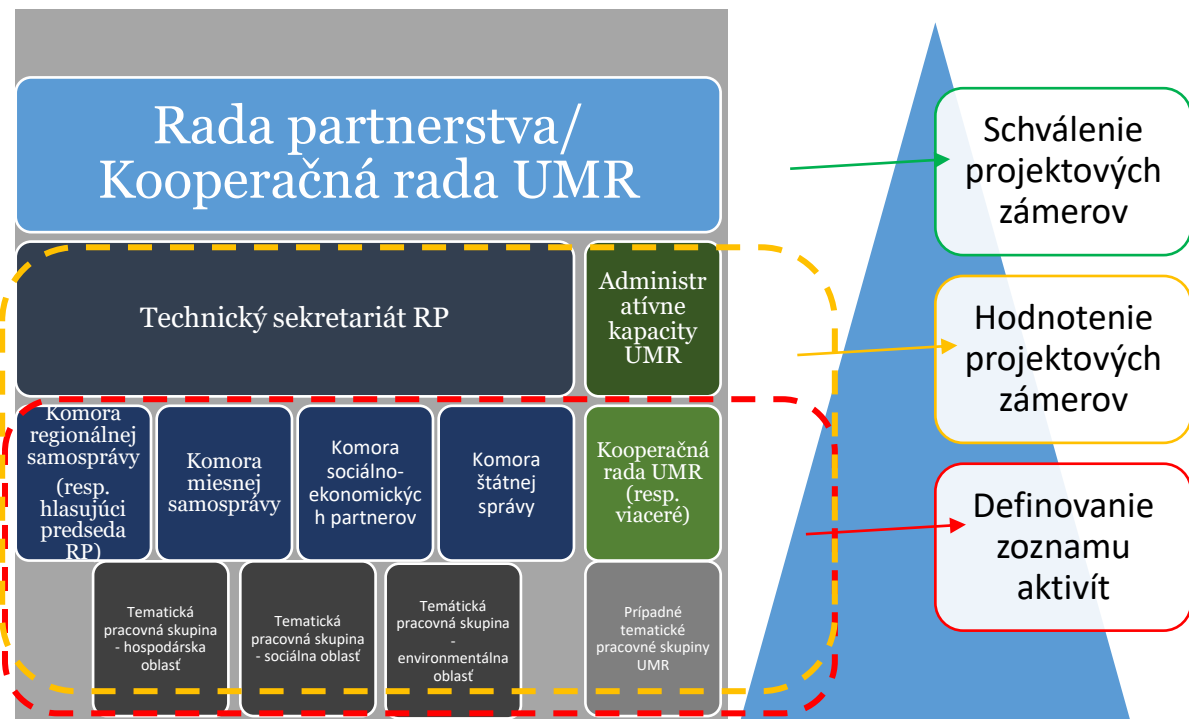 Rada partnerstva/
Kooperačná rada UMR
Technický sekretariát RP
Administr
atívne
kapacity
UMR
Komora
regionálnej
samosprávy
(resp.
hlasujúci
predseda
RP)
Komora
miesnej
samosprávy
Komora
sociálno-
ekonomickýc
h partnerov
Komora
štátnej
správy
Kooperačná
rada UMR
(resp.
viaceré)
Tematická
pracovná skupina
- hospodárska
oblasť
Tematická
pracovná skupina
- sociálna oblasť
Temátická
pracovná skupina
-
environmentálna
oblasť
Prípadné
tematické
pracovné skupiny
UMR
Schválenie
projektových
zámerov
Hodnotenie
projektových
zámerov
Definovanie
zoznamu
aktivít